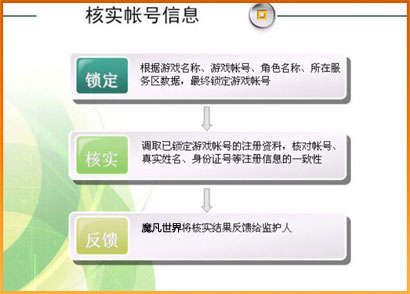 核实帐号信息
锁定
根据游戏名称、游戏帐号、角色名称、所在服
务区数据，最终锁定游戏帐号
核实
调取已锁定游戏帐号的注册资料，核对帐号、
真实姓名、身份证号等注册信息的一致性
反馈
魔凡世界将核实结果反馈给监护人